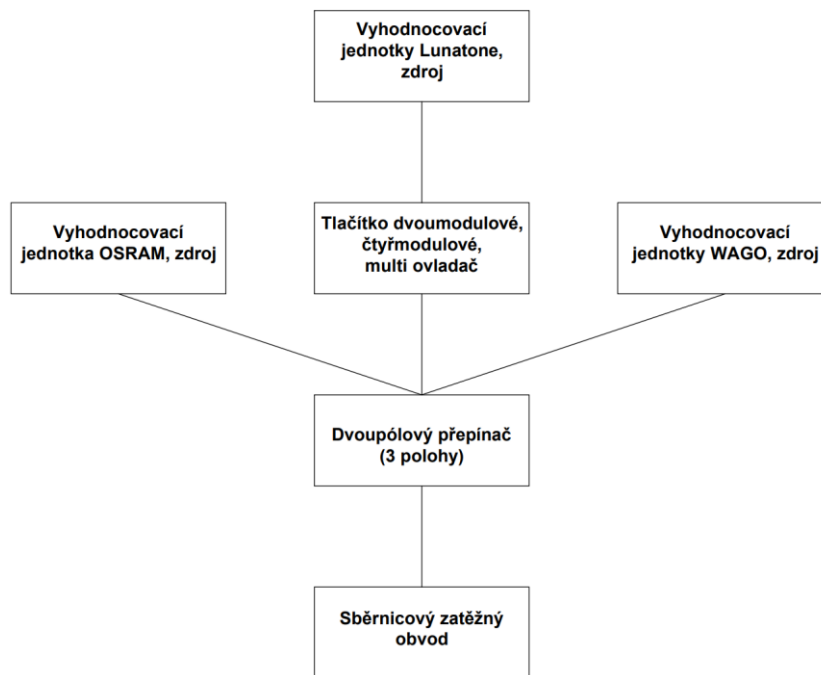 Vyhodnocovací
jednotky Lunatone,
zdroj
Vyhodnocovací
jednotka OSRAM, zdroj
Tlačítko dvoumodulové,
čtyřmodulové,
multi ovladač
Vyhodnocovací
jednotky WAGO, zdroj
Dvoupólový přepínač
(3 polohy)
Sběrnicový zatěžný
obvod